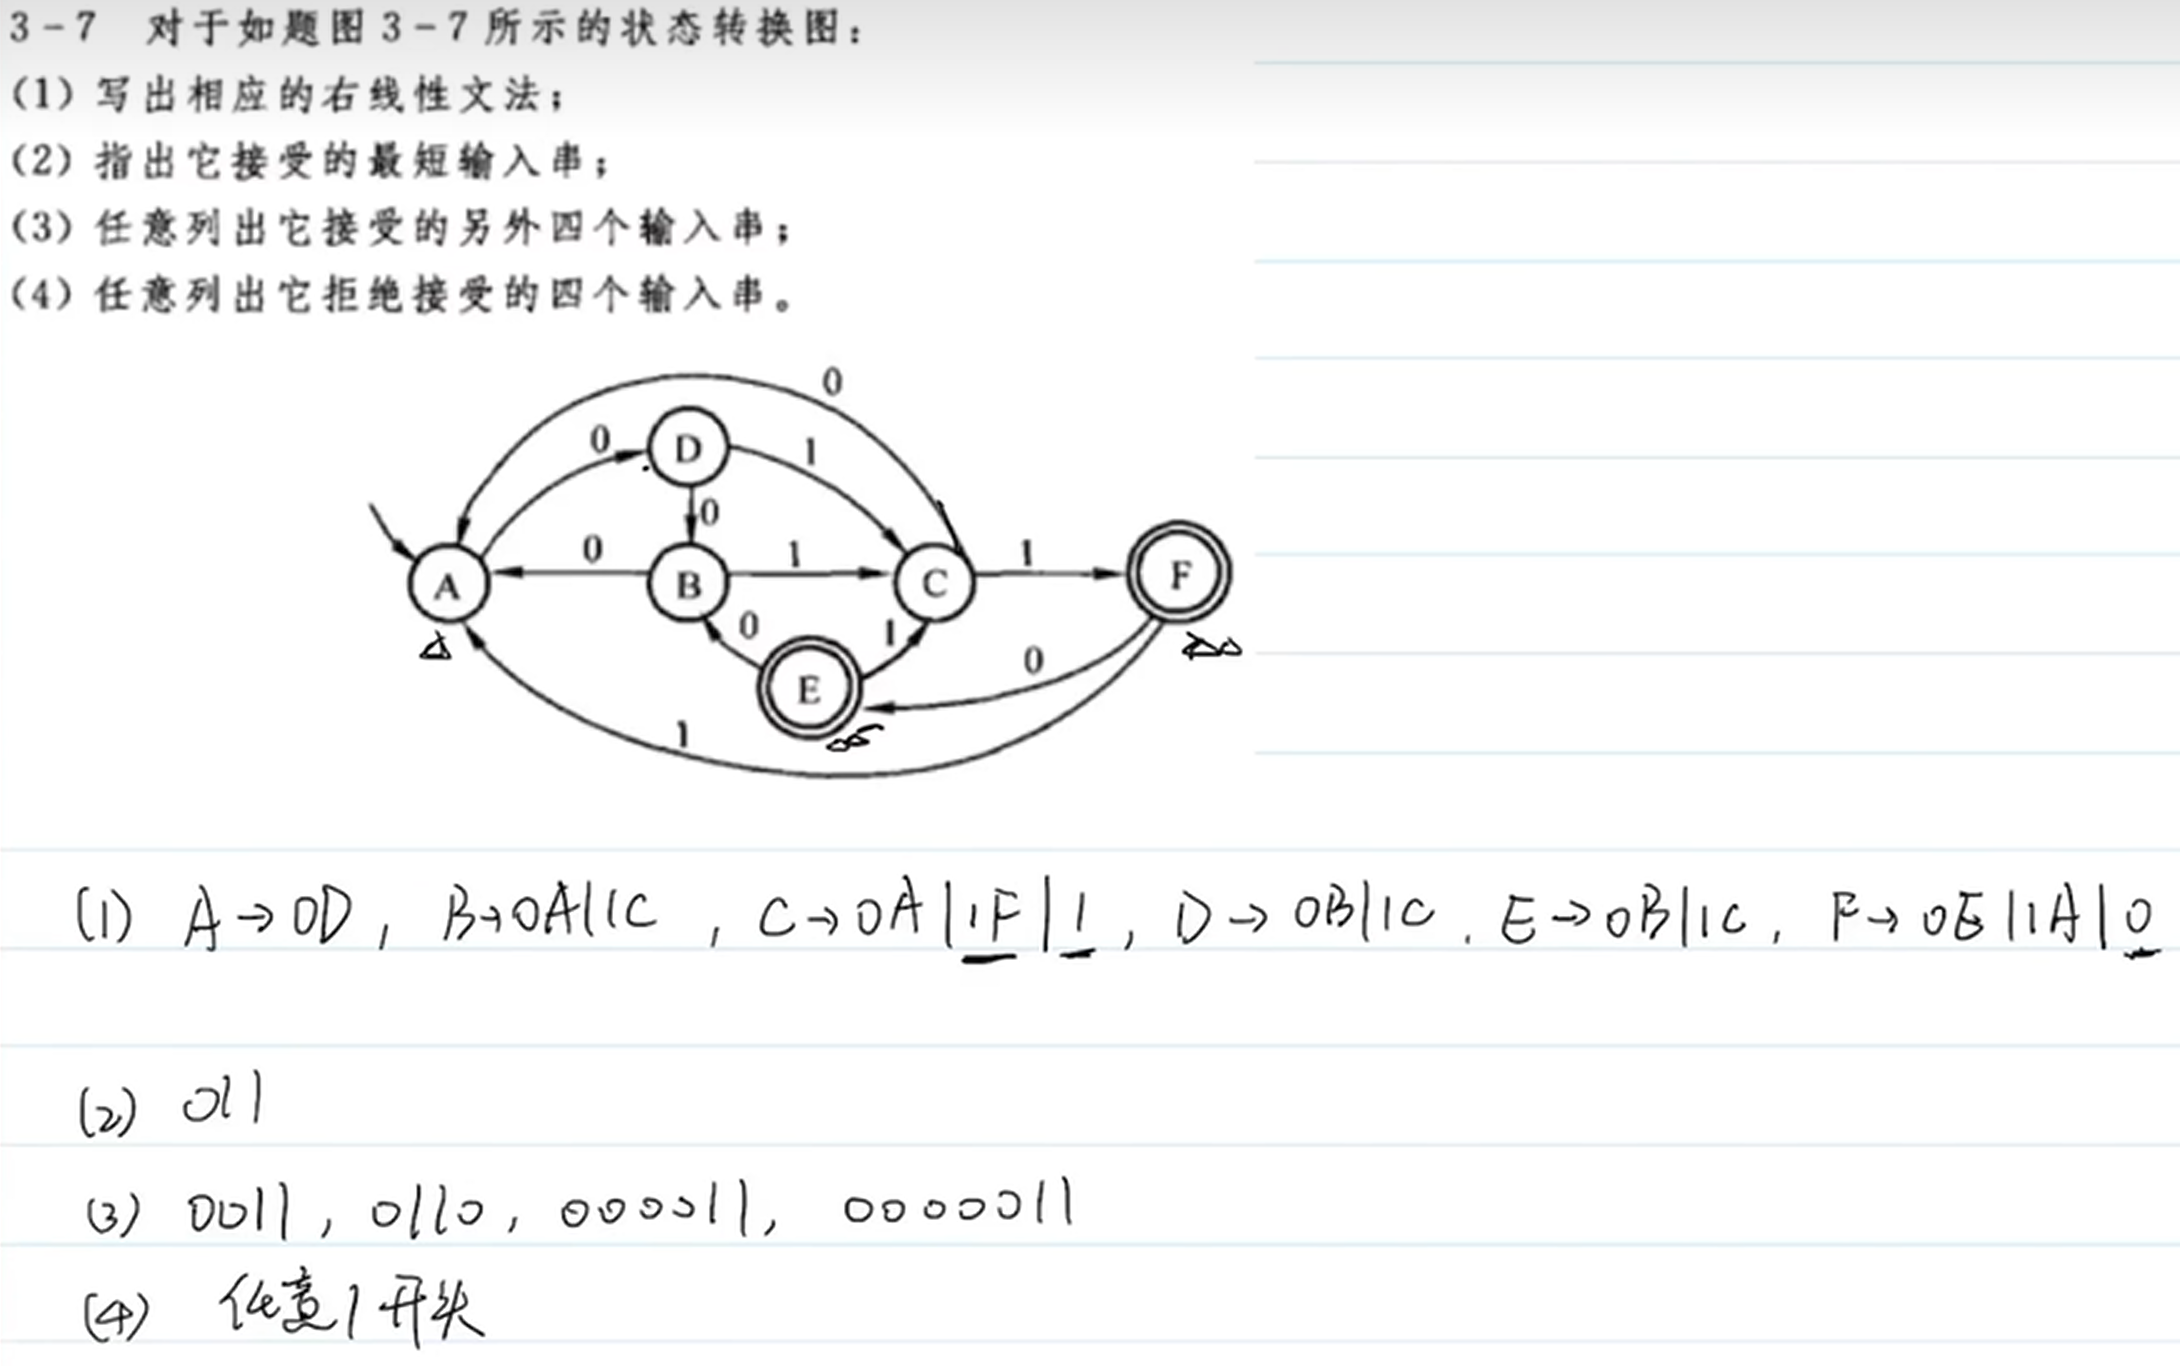 3-7 对于如题图3-7所示的状态转换图：
(1) 写出相应的右线性文法；
(2) 指出它接受的最短输入串；
(3) 任意列出它接受的另外四个输入串；
(4) 任意列出它拒绝接受的四个输入串。
0
0 D 1
0
A 0 B 1 C 1 F
0 1 0
E
1
(1) A→0D, B→0A|1C, C→0A|1F|1, D→0B|1C. E→0B|1C, F→0E|1A|0
(2) 011
(3) 0011, 0110, 000011, 0000011
(4) 任意1开头